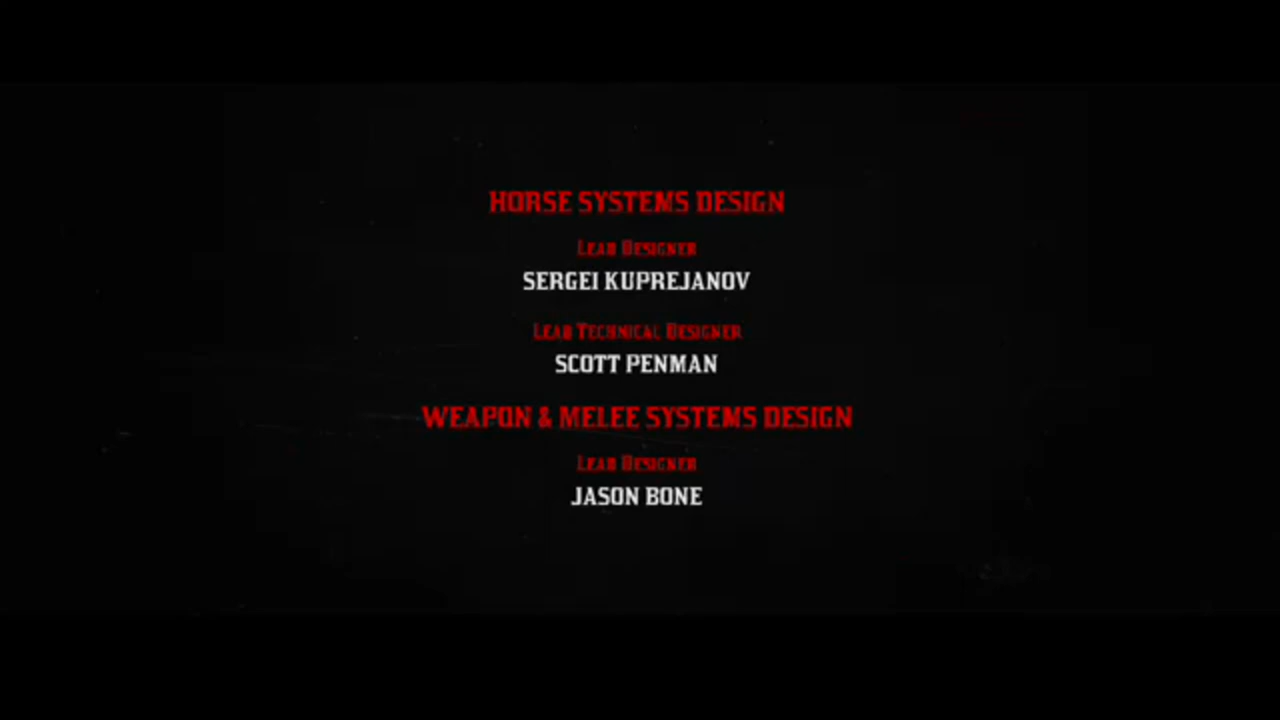 HORSE SYSTEMS DESIGN
LEAD DESIGNER
SERGEI KUPREJANOV
LEAD TECHNICAL DESIGNER
SCOTT PENMAN
WEAPON & MELEE SYSTEMS DESIGN
LEAD DESIGNER
JASON BONE